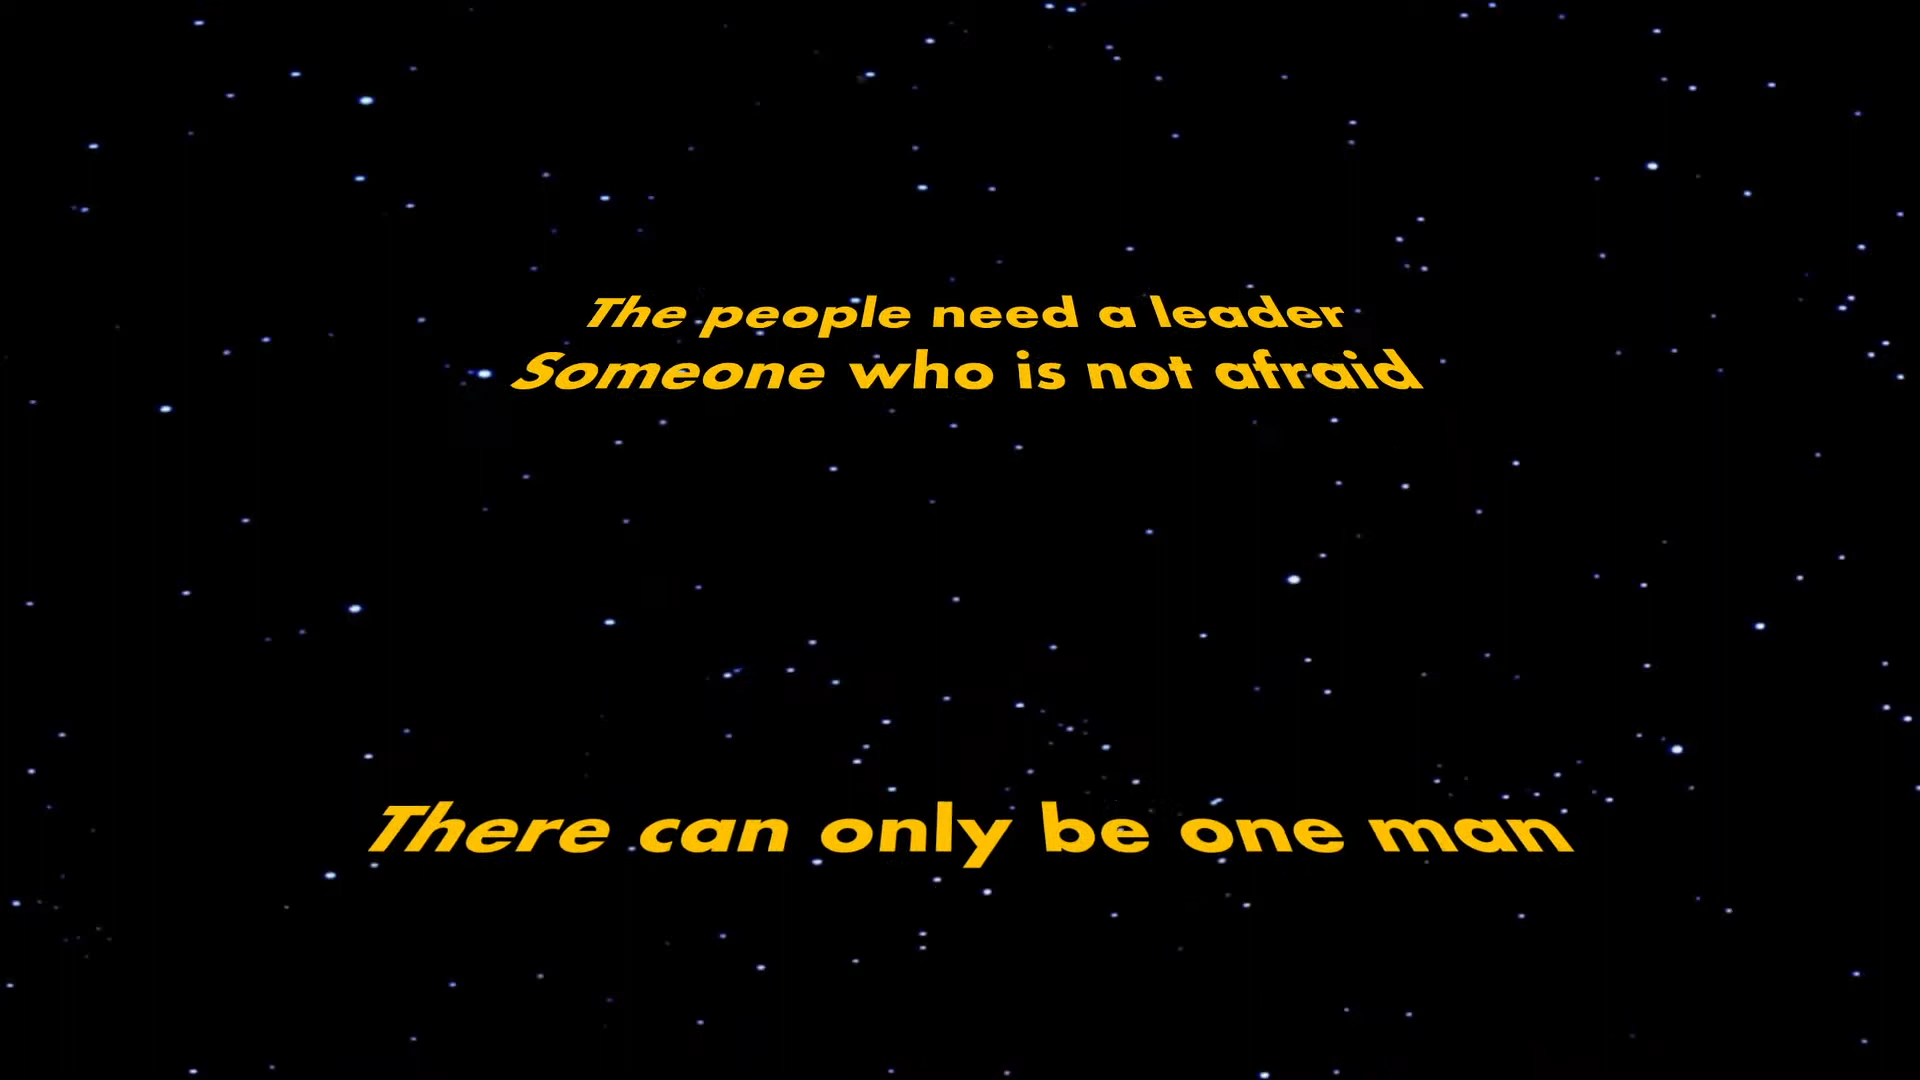 The people need a leader
Someone who is not afraid
There can only be one man